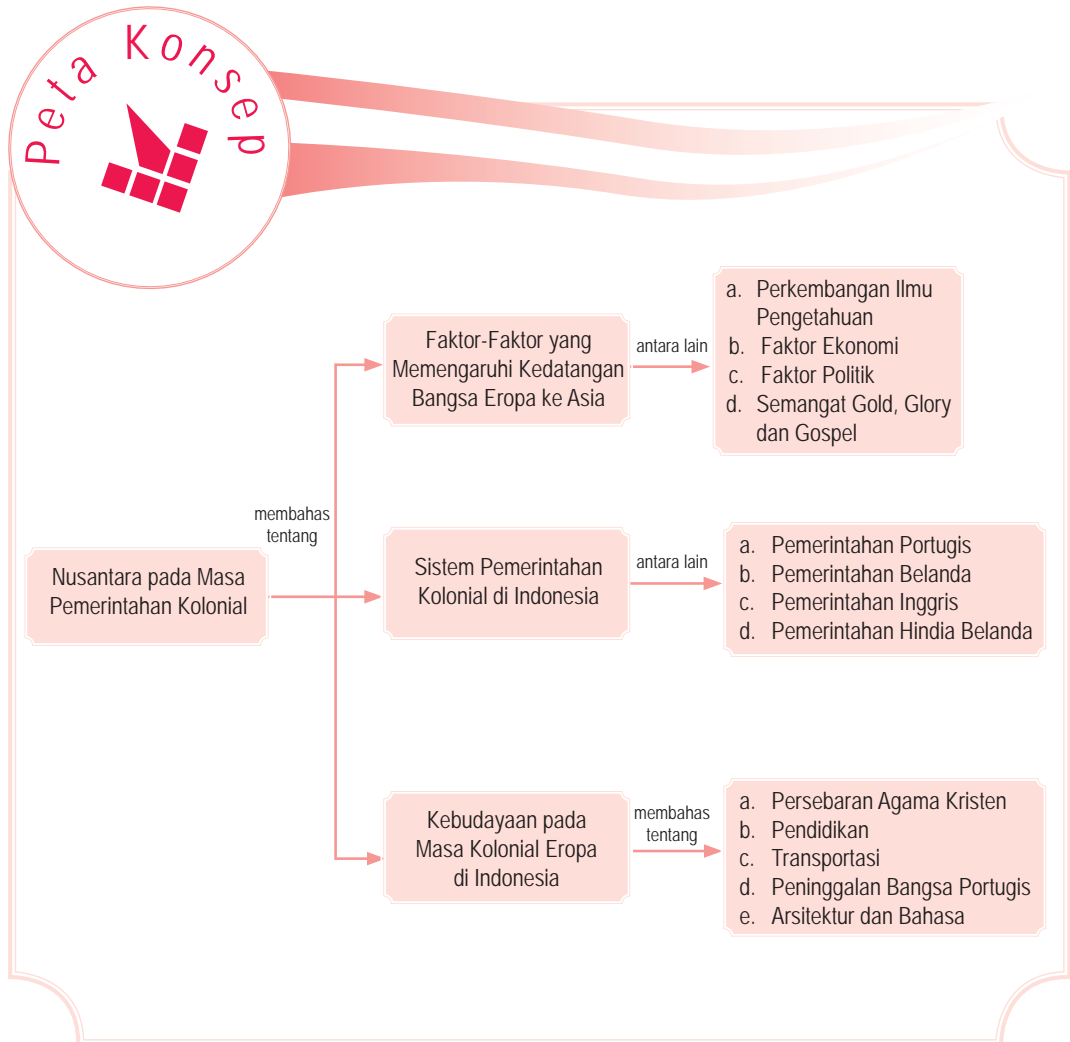 Peta Konsep
Nusantara pada Masa
Pemerintahan Kolonial
membahas
tentang
Faktor-Faktor yang
Memengaruhi Kedatangan
Bangsa Eropa ke Asia
antara lain
a. Perkembangan Ilmu
Pengetahuan
b. Faktor Ekonomi
c. Faktor Politik
d. Semangat Gold, Glory
dan Gospel
Sistem Pemerintahan
Kolonial di Indonesia
antara lain
a. Pemerintahan Portugis
b. Pemerintahan Belanda
c. Pemerintahan Inggris
d. Pemerintahan Hindia Belanda
Kebudayaan pada
Masa Kolonial Eropa
di Indonesia
membahas
tentang
a. Persebaran Agama Kristen
b. Pendidikan
c. Transportasi
d. Peninggalan Bangsa Portugis
e. Arsitektur dan Bahasa